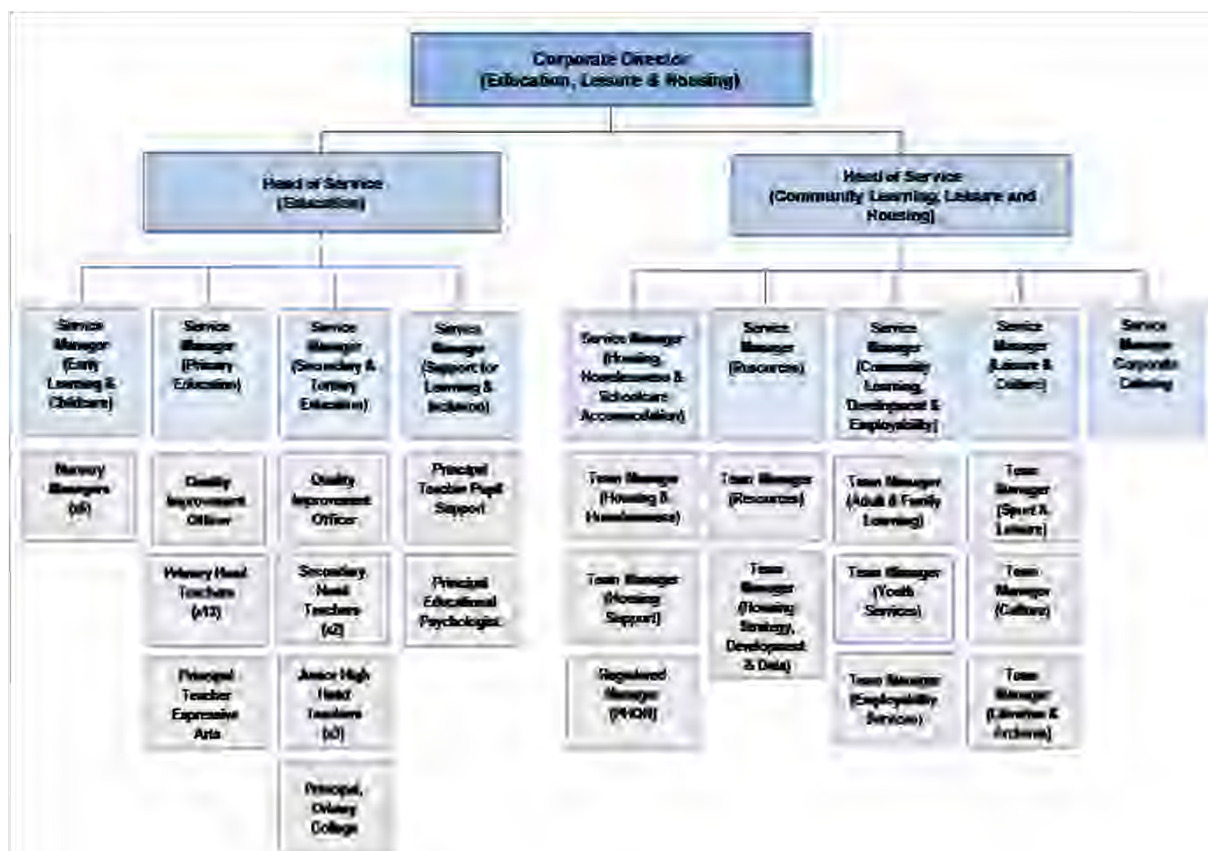 Corporate Director
(Education, Leisure & Housing)
Head of Service
(Education)
Head of Service
(Community Learning, Leisure and
Housing)
Service
Manager
(Early
Learning &
Childcare)
Service
Manager
(Primary
Education)
Service
Manager
(Secondary &
Tertiary
Education)
Service
Manager
(Support for
Learning &
Inclusion)
Service Manager
(Housing,
Homelessness &
Schoolcare
Accommodation)
Service
Manager
(Resources)
Service
Manager
(Community
Learning,
Development &
Employability)
Service
Manager
(Leisure &
Culture)
Service
Manager
Corporate
Catering
Nursery
Managers
Quality
Improvement
Officer
Quality
Improvement
Officer
Principal
Teacher Pupil
Support
Team Manager
(Housing &
Homelessness)
Team Manager
(Resources)
Team Manager
(Adult & Family
Learning)
Team
Manager
(Sport &
Leisure)
Primary Head
Teachers
Secondary
Head
Teachers
(x2)
Principal
Educational
Psychologist
Team Manager
(Housing
Support)
Team
Manager
(Housing
Strategy,
Development
& Data)
Team Manager
(Youth
Services)
Team
Manager
(Culture)
Principal
Teacher
Expressive
Arts
Junior High
Head
Teachers
Registered
Manager
Team Manager
(Employability
Services)
Team
Manager
(Libraries &
Archives)
Principal,
Orkney
College